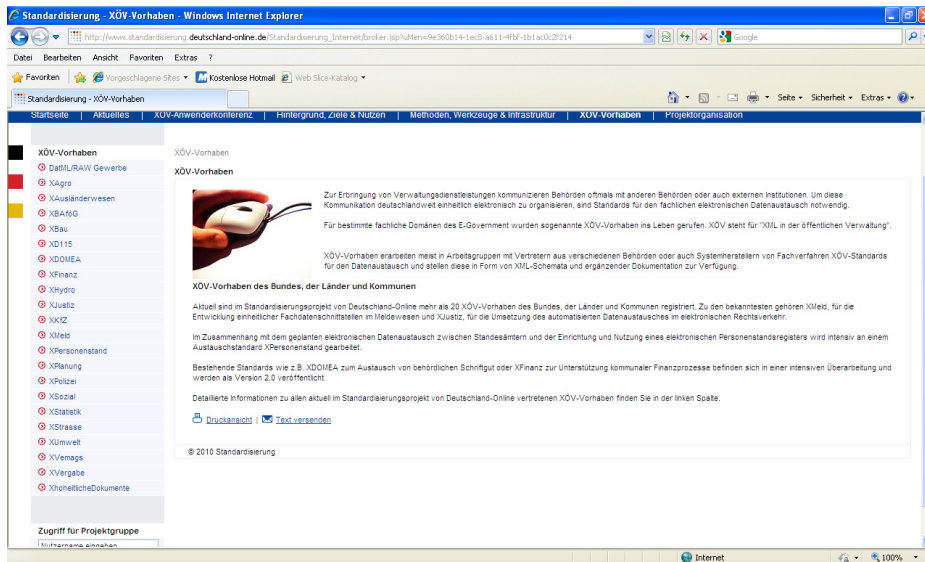 Standardisierung - XÖV-Vorhaben - Windows Internet Explorer
http://www.standardisierung.deutschland-online.de/Standardisierung_Internet/broker.jsp?uMen=9e360b14-1ec8-a611-4fbf-1b1ac0c2f214
Google
Datei Bearbeiten Ansicht Favoriten Extras ?
Favoriten Vorgeschlagene Sites Kostenlose Hotmail Web Slice-Katalog
Standardisierung - XÖV-Vorhaben Seite Sicherheit Extras
Startseite | Aktuelles | XÖV-Anwenderkonferenz | Hintergrund, Ziele & Nutzen | Methoden, Werkzeuge & Infrastruktur | XÖV-Vorhaben | Projektorganisation
XÖV-Vorhaben
DatML/RAW Gewerbe
XAgro
XAusländerwesen
XBAföG
XBau
XD115
XDOMEA
XFinanz
XHydro
XJustiz
XKfZ
XMeld
XPersonenstand
XPlanung
XPolizei
XSozial
XStatistik
XStrasse
XUmwelt
XVemags
XVergabe
XhoheitlicheDokumente
Zugriff für Projektgruppe
Nutzername eingeben
XÖV-Vorhaben
XÖV-Vorhaben
Zur Erbringung von Verwaltungsdienstleistungen kommunizieren Behörden oftmals mit anderen Behörden oder auch externen Institutionen. Um diese
Kommunikation deutschlandweit einheitlich elektronisch zu organisieren, sind Standards für den fachlichen elektronischen Datenaustausch notwendig.
Für bestimmte fachliche Domänen des E-Government wurden sogenannte XÖV-Vorhaben ins Leben gerufen. XÖV steht für "XML in der öffentlichen Verwaltung".
XÖV-Vorhaben erarbeiten meist in Arbeitsgruppen mit Vertretern aus verschiedenen Behörden oder auch Systemherstellern von Fachverfahren XÖV-Standards
für den Datenaustausch und stellen diese in Form von XML-Schemata und ergänzender Dokumentation zur Verfügung.
XÖV-Vorhaben des Bundes, der Länder und Kommunen
Aktuell sind im Standardisierungsprojekt von Deutschland-Online mehr als 20 XÖV-Vorhaben des Bundes, der Länder und Kommunen registriert. Zu den bekanntesten gehören XMeld, für die
Entwicklung einheitlicher Fachdatenschnittstellen im Meldewesen und XJustiz, für die Umsetzung des automatisierten Datenaustausches im elektronischen Rechtsverkehr.
Im Zusammenhang mit dem geplanten elektronischen Datenaustausch zwischen Standesämtern und der Einrichtung und Nutzung eines elektronischen Personenstandsregisters wird intensiv an einem
Austauschstandard XPersonenstand gearbeitet.
Bestehende Standards wie z.B. XDOMEA zum Austausch von behördlichen Schriftgut oder XFinanz zur Unterstützung kommunaler Finanzprozesse befinden sich in einer intensiven Überarbeitung und
werden als Version 2.0 veröffentlicht.
Detaillierte Informationen zu allen aktuell im Standardisierungsprojekt von Deutschland-Online vertretenen XÖV-Vorhaben finden Sie in der linken Spalte.
Druckansicht | Text versenden
© 2010 Standardisierung
Internet 100%